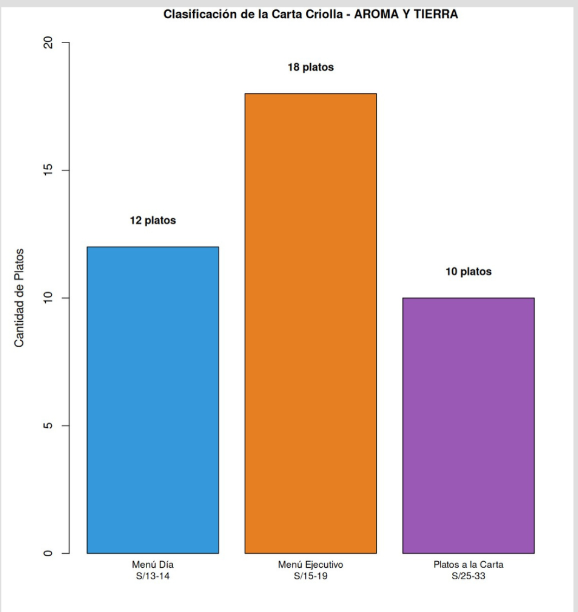 Clasificación de la Carta Criolla - AROMA Y TIERRA
Cantidad de Platos
20
15
10
5
0
18 platos
12 platos
10 platos
Menú Día
S/13-14
Menú Ejecutivo
S/15-19
Platos a la Carta
S/25-33